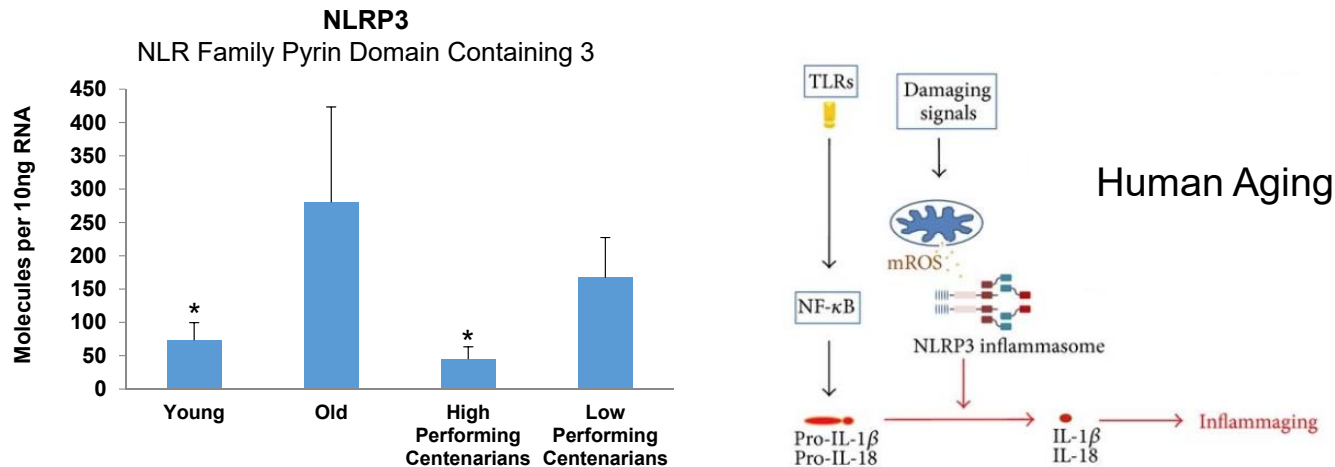 NLRP3
NLR Family Pyrin Domain Containing 3
Molecules per 10ng RNA
450
400
350
300
250
200
150
100
50
0
*
*
Young
Old
High
Performing
Centenarians
Low
Performing
Centenarians
TLRs
Damaging
signals
Human Aging
mROS
NF-κB
NLRP3 inflammasome
Pro-IL-1β
Pro-IL-18
IL-1β
IL-18
Inflammaging